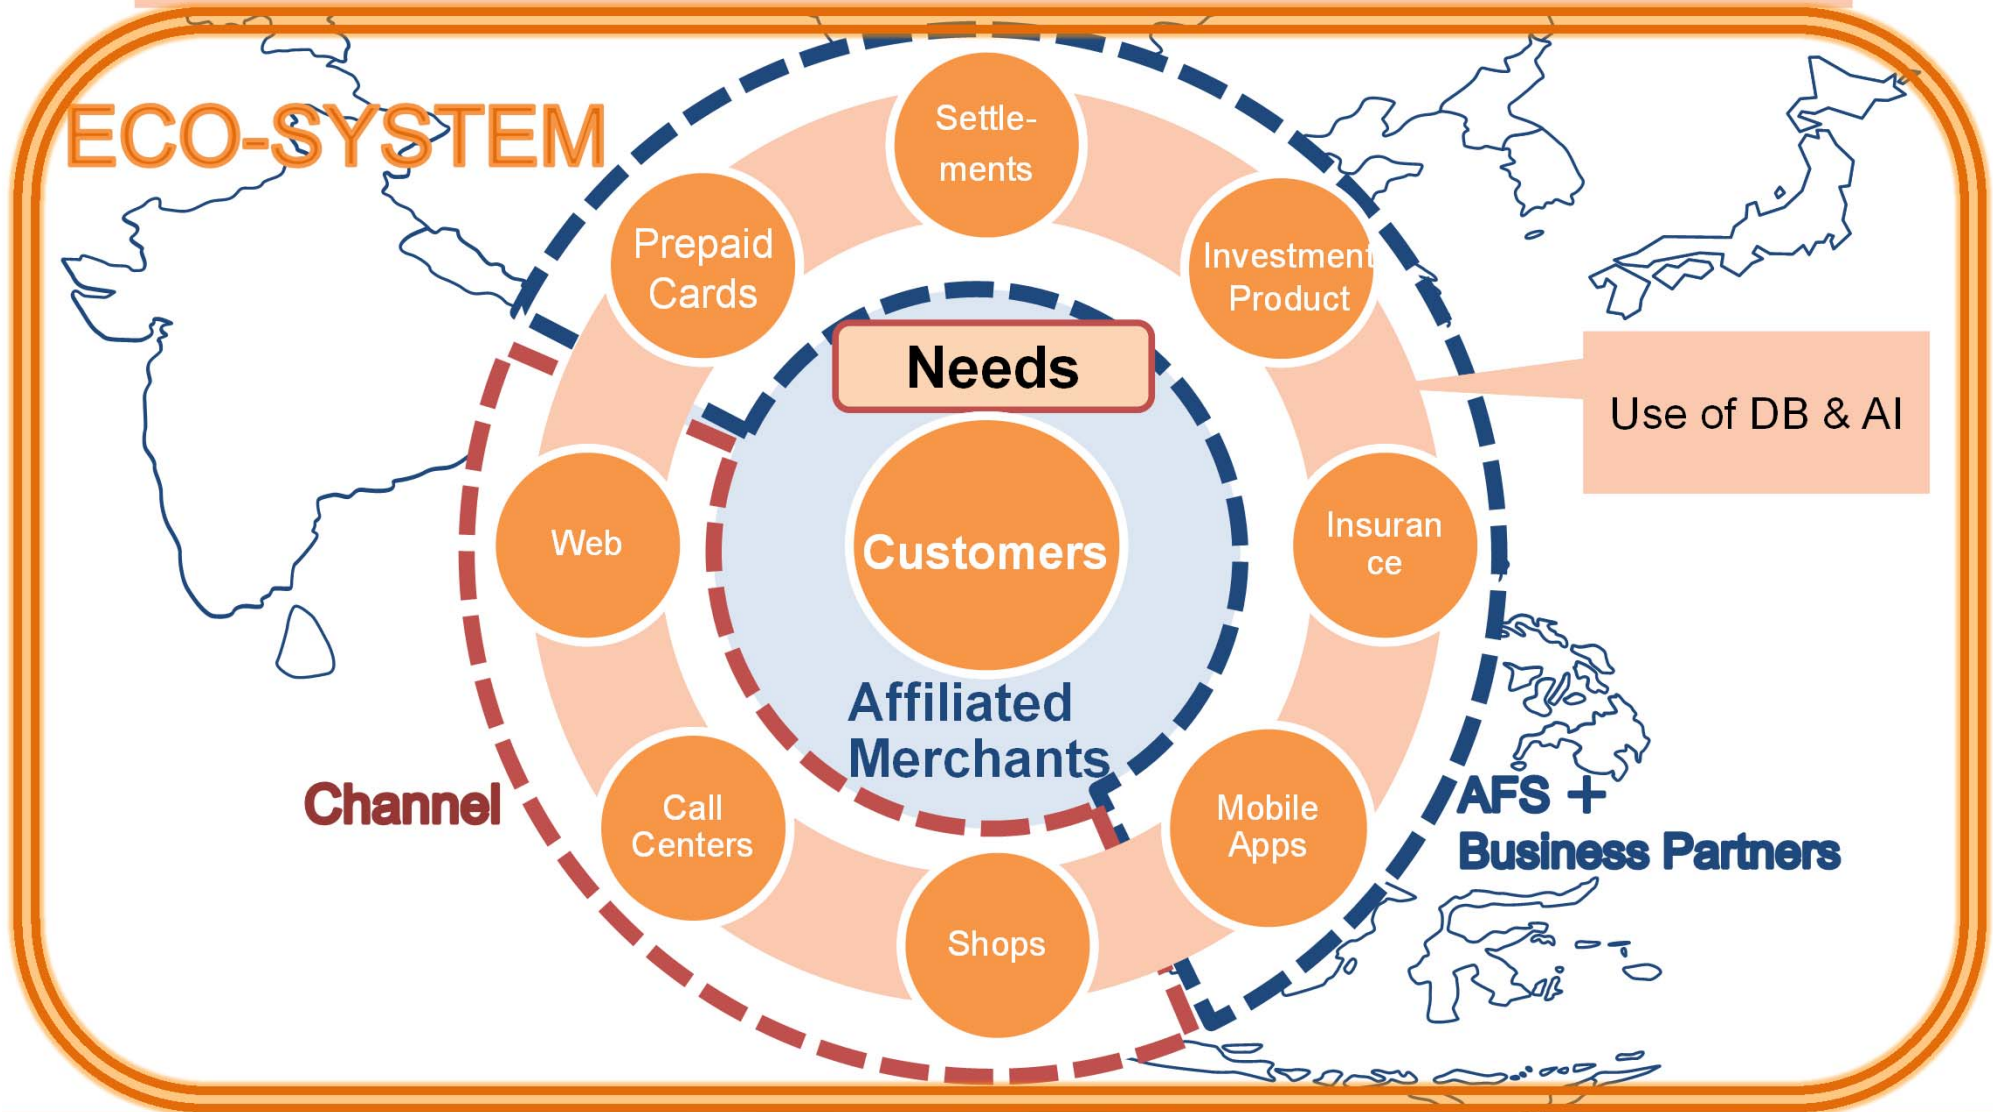 ECO-SYSTEM
Settle-
ments
Prepaid
Cards
Investment
Product
Needs
Use of DB & AI
Web
Customers
Insuran
ce
Affiliated
Merchants
Channel
Call
Centers
Mobile
Apps
AFS +
Business Partners
Shops